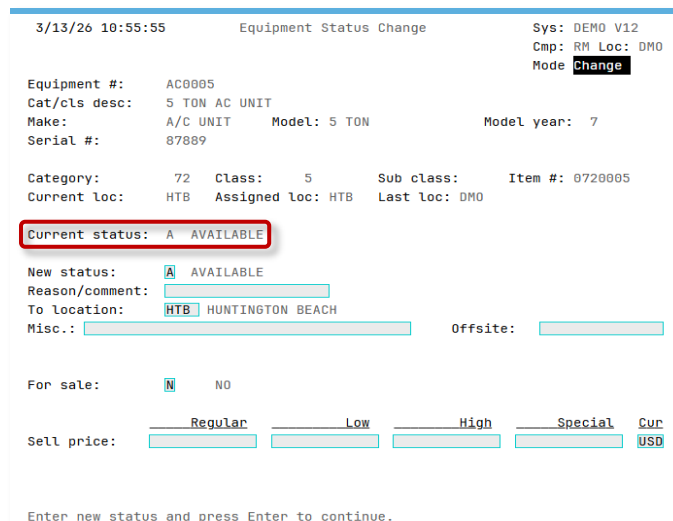 3/13/26 10:55:55 Equipment Status Change Sys: DEMO V12
Cmp: RM Loc: DMO
Mode Change
Equipment #: AC0005
Cat/cls desc: 5 TON AC UNIT
Make: A/C UNIT Model: 5 TON Model year: 7
Serial #: 87889
Category: 72 Class: 5 Sub class: Item #: 0720005
Current loc: HTB Assigned loc: HTB Last loc: DMO
Current status: A AVAILABLE
New status: A AVAILABLE
Reason/comment:
To location: HTB HUNTINGTON BEACH
Misc.: Offsite:
For sale: N NO
Regular Low High Special Cur
Sell price: USD
Enter new status and press Enter to continue.